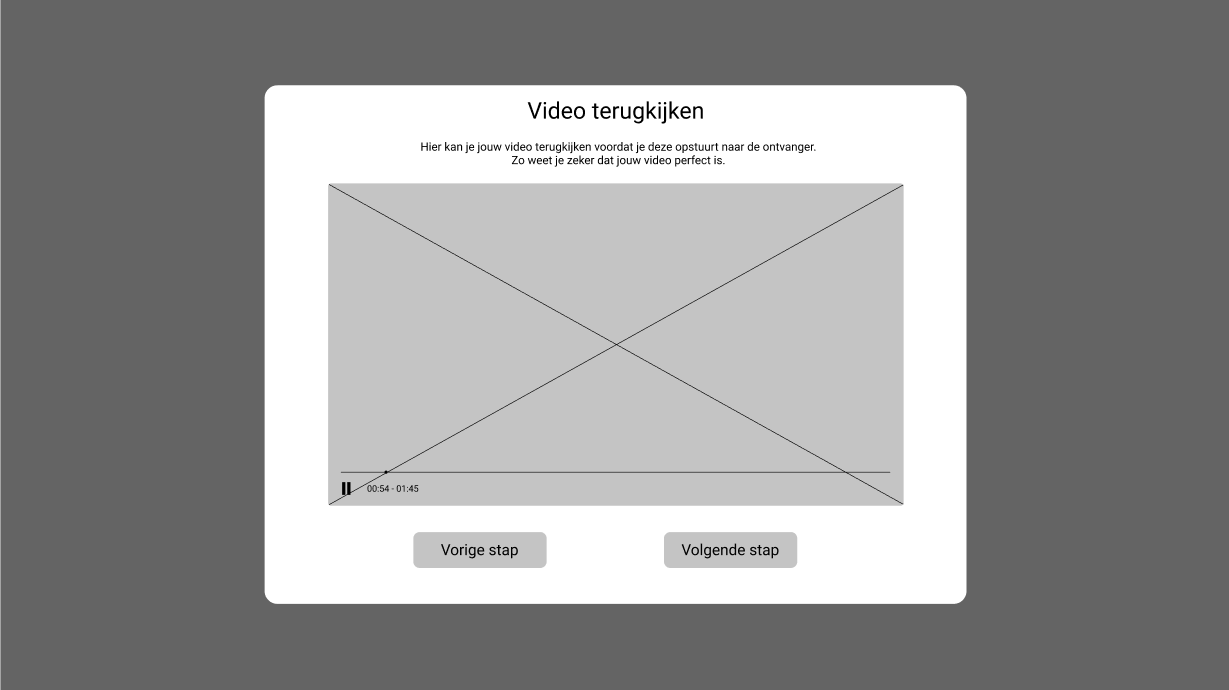 Video terugkijken
Hier kan je jouw video terugkijken voordat je deze opstuurt naar de ontvanger.
Zo weet je zeker dat jouw video perfect is.
00:54 - 01:45
Vorige stap
Volgende stap